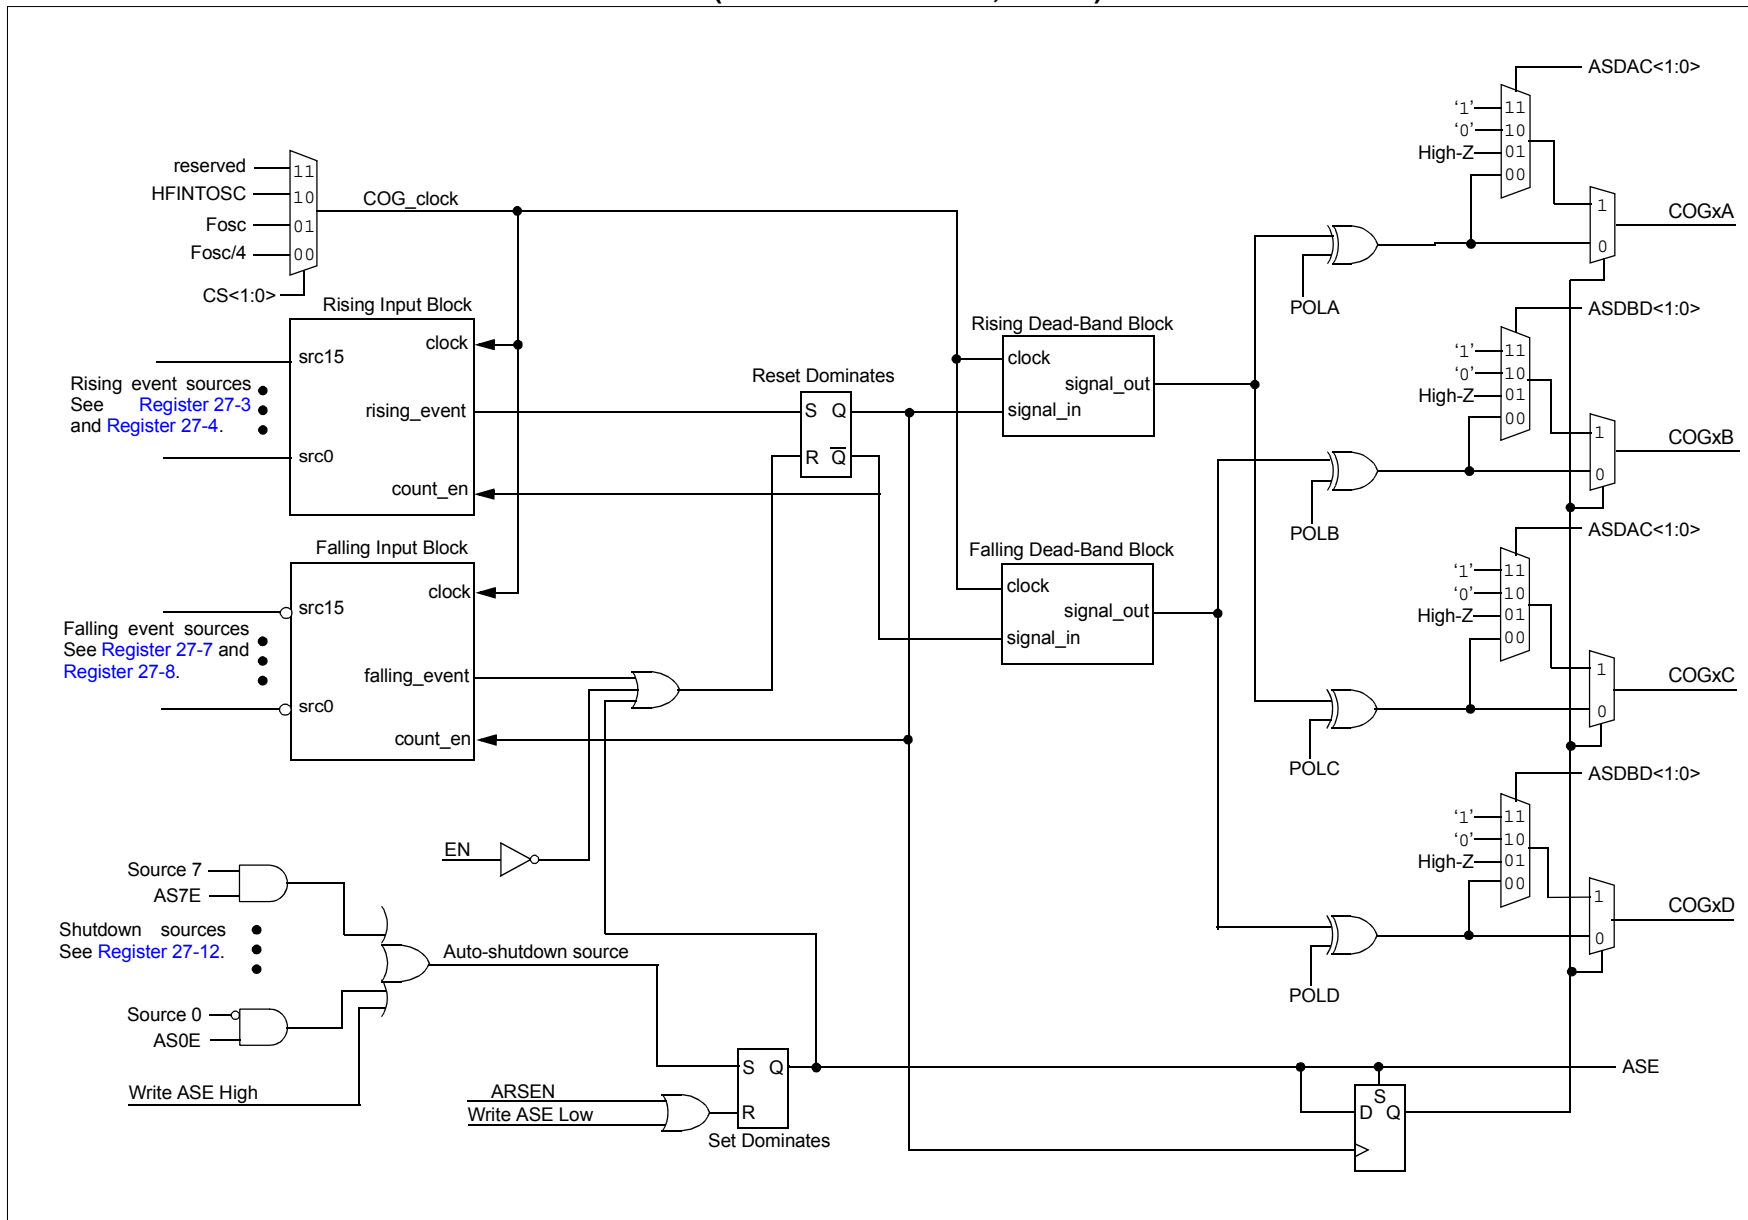 ASDAC<1:0>
'1' 11
'0' 10
High-Z 01
00
reserved 11
HFINTOSC 10
Fosc 01
Fosc/4 00
CS<1:0>
COG_clock
1
0
COGxA
POLA
Rising Input Block
clock
src15
rising_event
src0
count_en
Rising event sources
See Register 27-3
and Register 27-4.
Reset Dominates
S Q
R Q
Rising Dead-Band Block
clock
signal_out
signal_in
ASDBD<1:0>
'1' 11
'0' 10
High-Z 01
00
1
0
COGxB
POLB
Falling Input Block
clock
src15
falling_event
src0
count_en
Falling event sources
See Register 27-7 and
Register 27-8.
Falling Dead-Band Block
clock
signal_out
signal_in
ASDAC<1:0>
'1' 11
'0' 10
High-Z 01
00
1
0
COGxC
POLC
ASDBD<1:0>
'1' 11
'0' 10
High-Z 01
00
1
0
COGxD
POLD
EN
Source 7
AS7E
Shutdown sources
See Register 27-12.
Source 0
AS0E
Write ASE High
Auto-shutdown source
ARSEN
Write ASE Low
S Q
R
Set Dominates
ASE
S
D Q